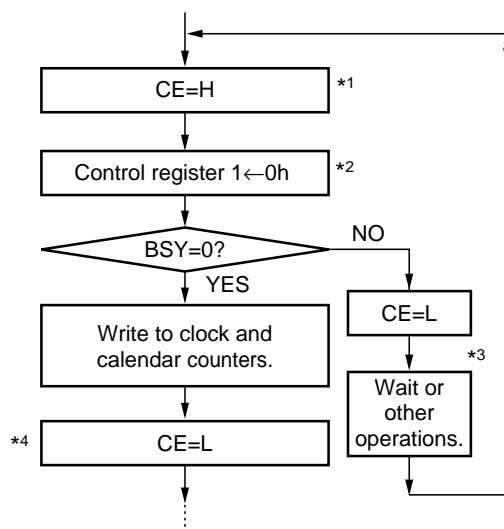 CE=H
*1
Control register 1←0h
*2
BSY=0?
NO
YES
Write to clock and
calendar counters.
CE=L
*3
Wait or
other
operations.
*4
CE=L